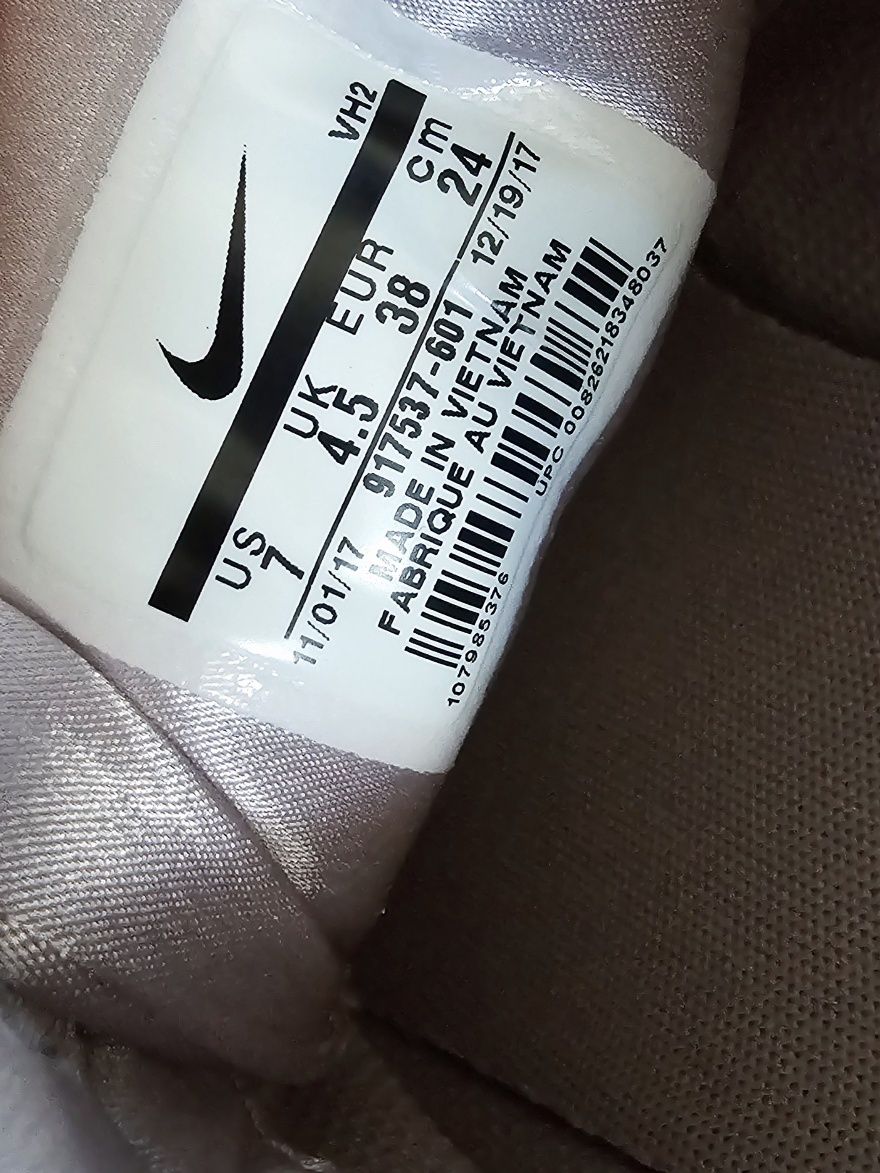 VH2
US UK EUR cm
7 4.5 38 24
11/01/17 917537-601 12/19/17
MADE IN VIETNAM
FABRIQUE AU VIETNAM
107985376 UPC 00826218348037